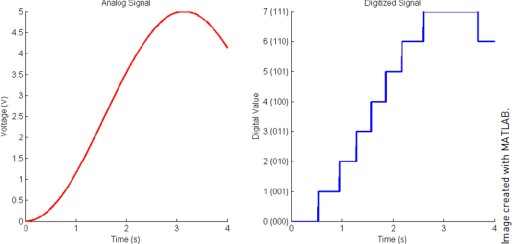 Analog Signal
5
4.5
4
3.5
3
2.5
2
1.5
1
0.5
0
Voltage (V)
0 1 2 3 4
Time (s)
Digitized Signal
7 (111)
6 (110)
5 (101)
4 (100)
3 (011)
2 (010)
1 (001)
0 (000)
Digital Value
0 1 2 3 4
Time (s)
Image created with MATLAB.